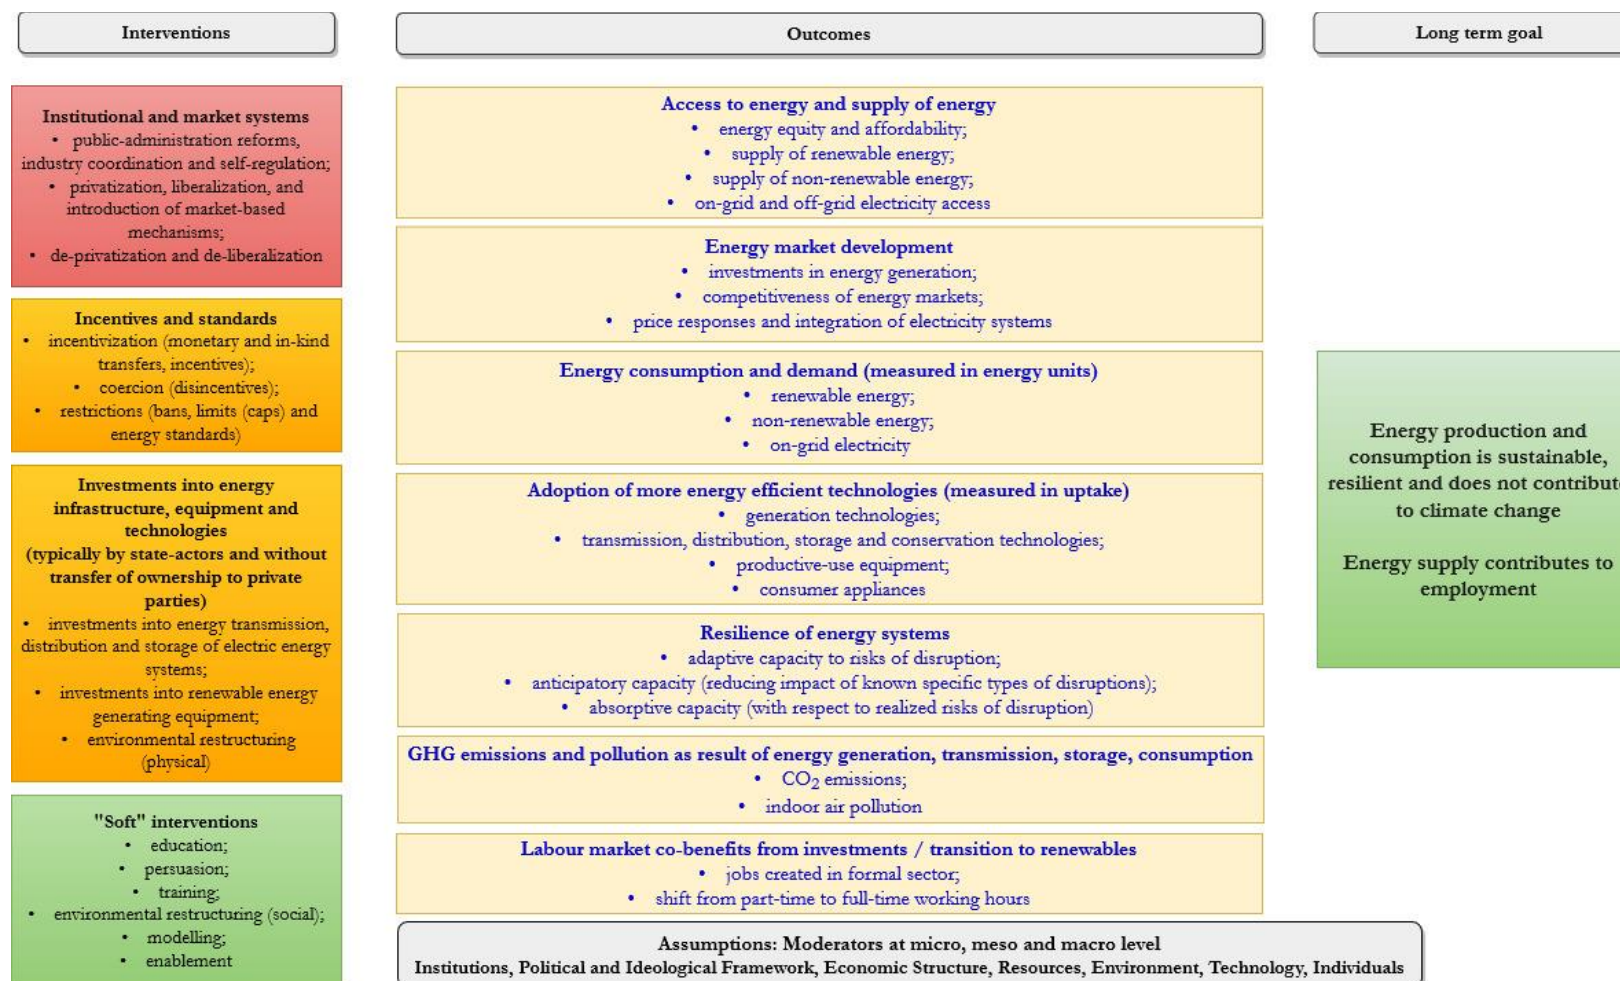 Interventions
Institutional and market systems
• public-administration reforms,
industry coordination and self-regulation;
• privatization, liberalization, and
introduction of market-based
mechanisms;
• de-privatization and de-liberalization
Incentives and standards
• incentivization (monetary and in-kind
transfers, incentives);
• coercion (disincentives);
• restrictions (bans, limits (caps) and
energy standards)
Investments into energy
infrastructure, equipment and
technologies
(typically by state-actors and without
transfer of ownership to private
parties)
• investments into energy transmission,
distribution and storage of electric energy
systems;
• investments into renewable energy
generating equipment;
• environmental restructuring
(physical)
"Soft" interventions
• education;
• persuasion;
• training;
• environmental restructuring (social);
• modelling;
• enablement
Outcomes
Access to energy and supply of energy
• energy equity and affordability;
• supply of renewable energy;
• supply of non-renewable energy;
• on-grid and off-grid electricity access
Energy market development
• investments in energy generation;
• competitiveness of energy markets;
• price responses and integration of electricity systems
Energy consumption and demand (measured in energy units)
• renewable energy;
• non-renewable energy;
• on-grid electricity
Adoption of more energy efficient technologies (measured in uptake)
• generation technologies;
• transmission, distribution, storage and conservation technologies;
• productive-use equipment;
• consumer appliances
Resilience of energy systems
• adaptive capacity to risks of disruption;
• anticipatory capacity (reducing impact of known specific types of disruptions);
• absorptive capacity (with respect to realized risks of disruption)
GHG emissions and pollution as result of energy generation, transmission, storage, consumption
• CO₂ emissions;
• indoor air pollution
Labour market co-benefits from investments / transition to renewables
• jobs created in formal sector;
• shift from part-time to full-time working hours
Assumptions: Moderators at micro, meso and macro level
Institutions, Political and Ideological Framework, Economic Structure, Resources, Environment, Technology, Individuals
Long term goal
Energy production and
consumption is sustainable,
resilient and does not contribut
to climate change
Energy supply contributes to
employment